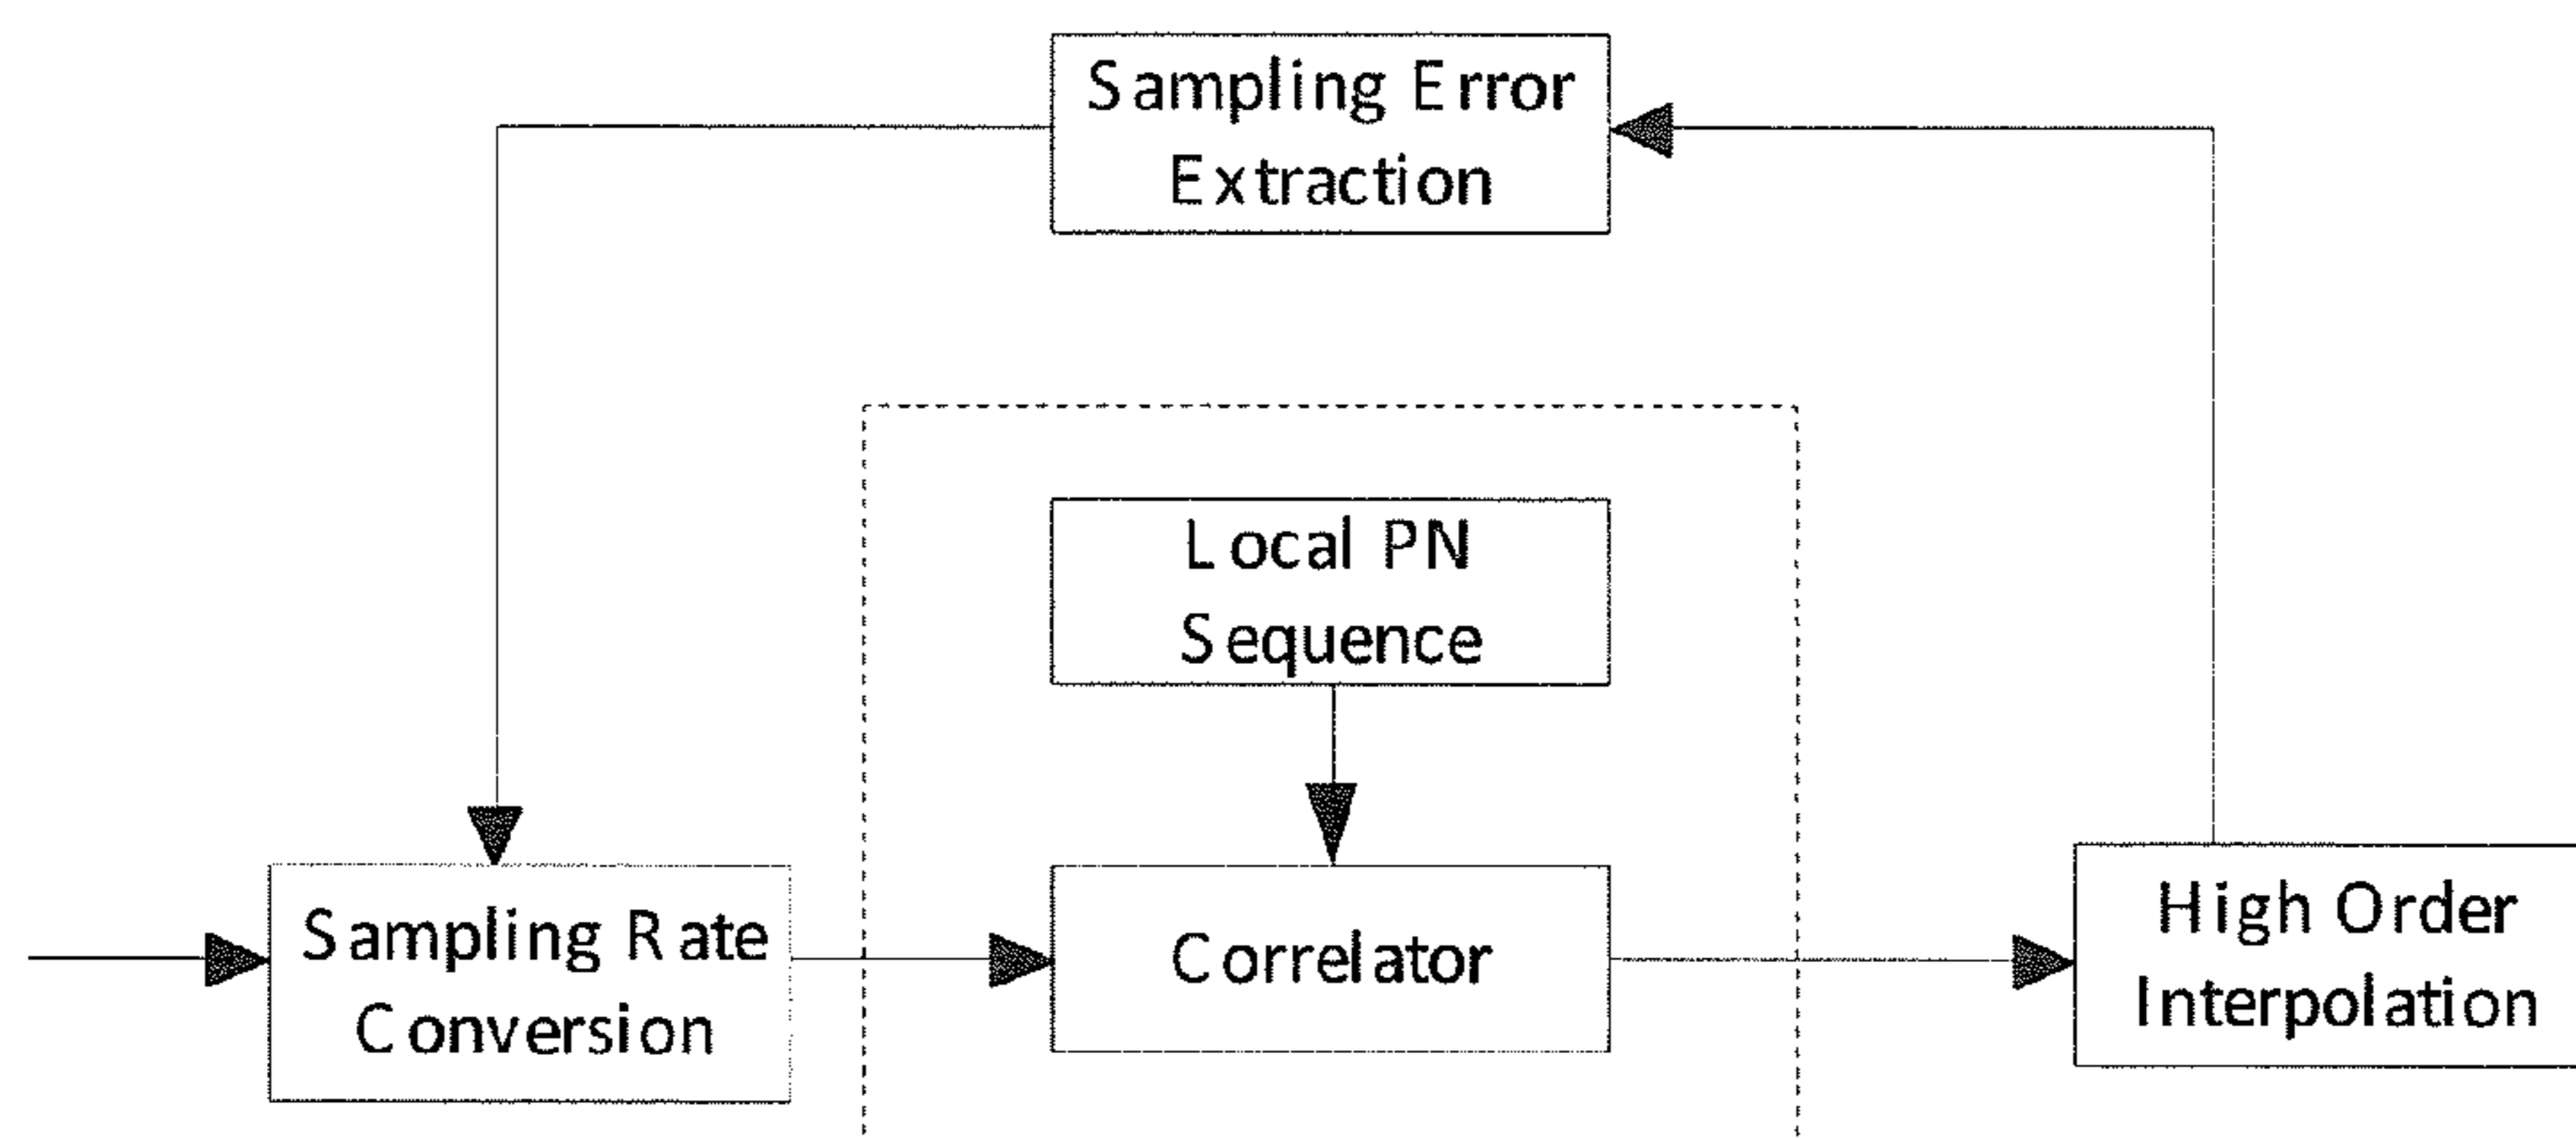 Sampling Error
Extraction
Local PN
Sequence
Sampling Rate
Conversion
Correlator
High Order
Interpolation